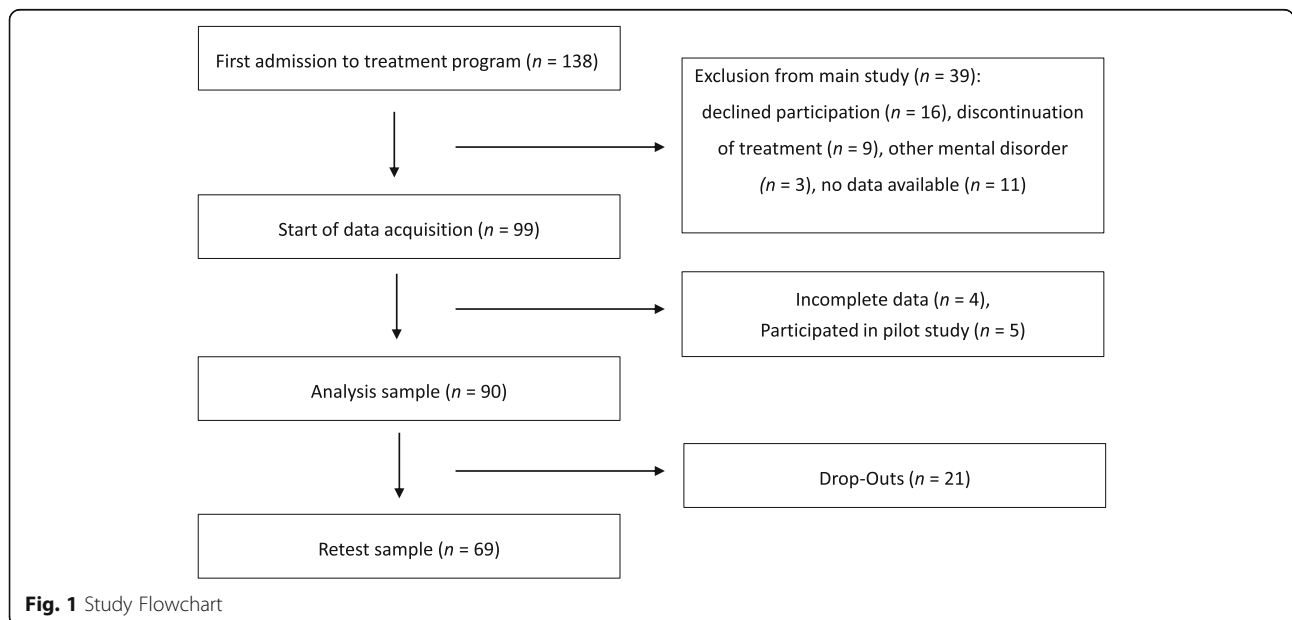 First admission to treatment program (n = 138)
Exclusion from main study (n = 39):
declined participation (n = 16), discontinuation
of treatment (n = 9), other mental disorder
(n = 3), no data available (n = 11)
Start of data acquisition (n = 99)
Incomplete data (n = 4),
Participated in pilot study (n = 5)
Analysis sample (n = 90)
Drop-Outs (n = 21)
Retest sample (n = 69)
Fig. 1 Study Flowchart